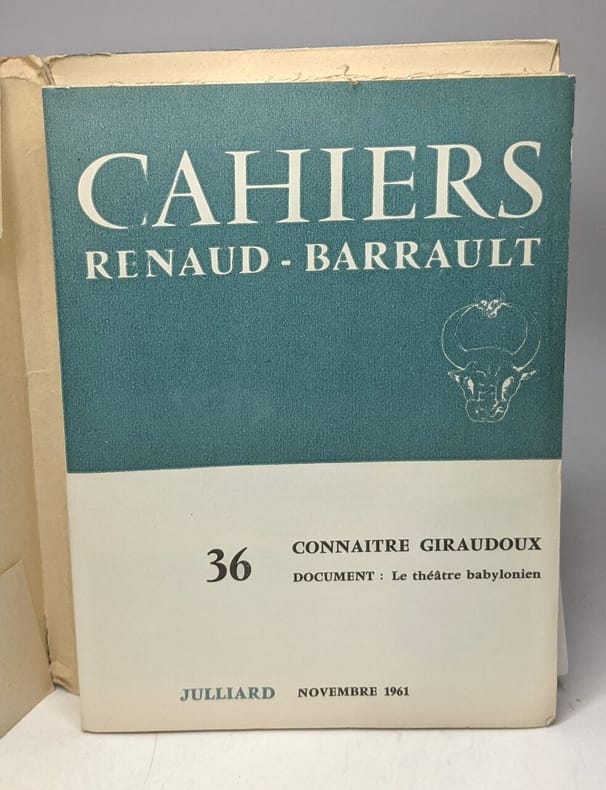 CAHIERS
RENAUD - BARRAULT
36
CONNAITRE GIRAUDOUX
DOCUMENT : Le théâtre babylonien
JULLIARD NOVEMBRE 1961